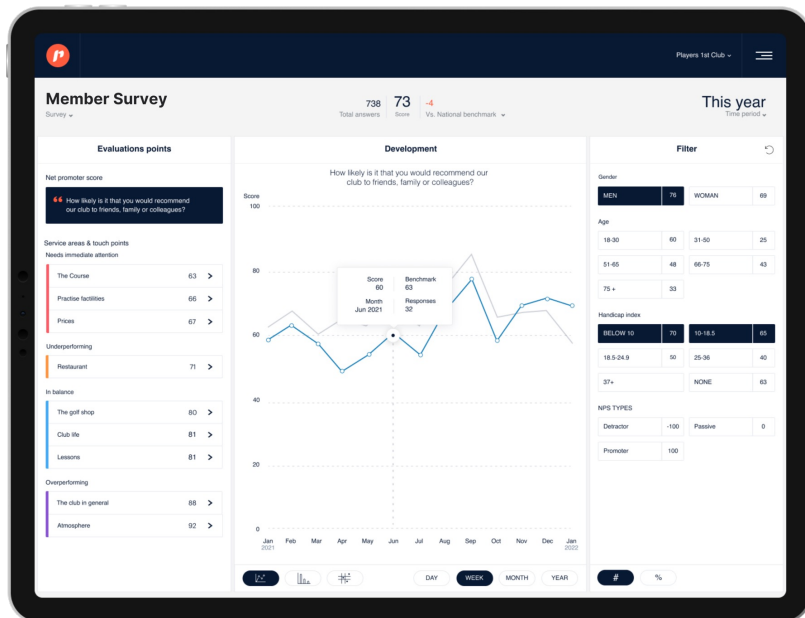 Players 1st Club
Member Survey
Survey
738
Total answers
73
Score
-4
Vs. National benchmark
This year
Time period
Evaluations points
Net promoter score
How likely is it that you would recommend
our club to friends, family or colleagues?
Service areas & touch points
Needs immediate attention
The Course 63
Practise factilities 66
Prices 67
Underperforming
Restaurant 71
In balance
The golf shop 80
Club life 81
Lessons 81
Overperforming
The club in general 88
Atmosphere 92
Development
How likely is it that you would recommend our
club to friends, family or colleagues?
Score
100
80
60
40
20
0
Score
60
Benchmark
63
Month
Jun 2021
Responses
32
Jan Feb Mar Apr May Jun Jul Aug Sep Oct Nov Dec Jan
2021 2022
DAY WEEK MONTH YEAR
Filter
Gender
MEN 76 WOMAN 69
Age
18-30 60 31-50 25
51-65 48 66-75 43
75 + 33
Handicap index
BELOW 10 70 10-18.5 65
18.5-24.9 50 25-36 40
37+ NONE 63
NPS TYPES
Detractor -100 Passive 0
Promoter 100
# %